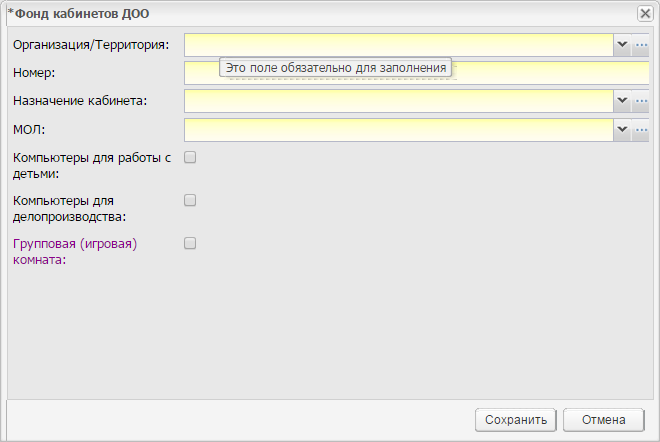 *Фонд кабинетов ДОО
Организация/Территория:
Номер:
Это поле обязательно для заполнения
Назначение кабинета:
МОЛ:
Компьютеры для работы с
детьми:
Компьютеры для
делопроизводства:
Групповая (игровая)
комната:
Сохранить
Отмена